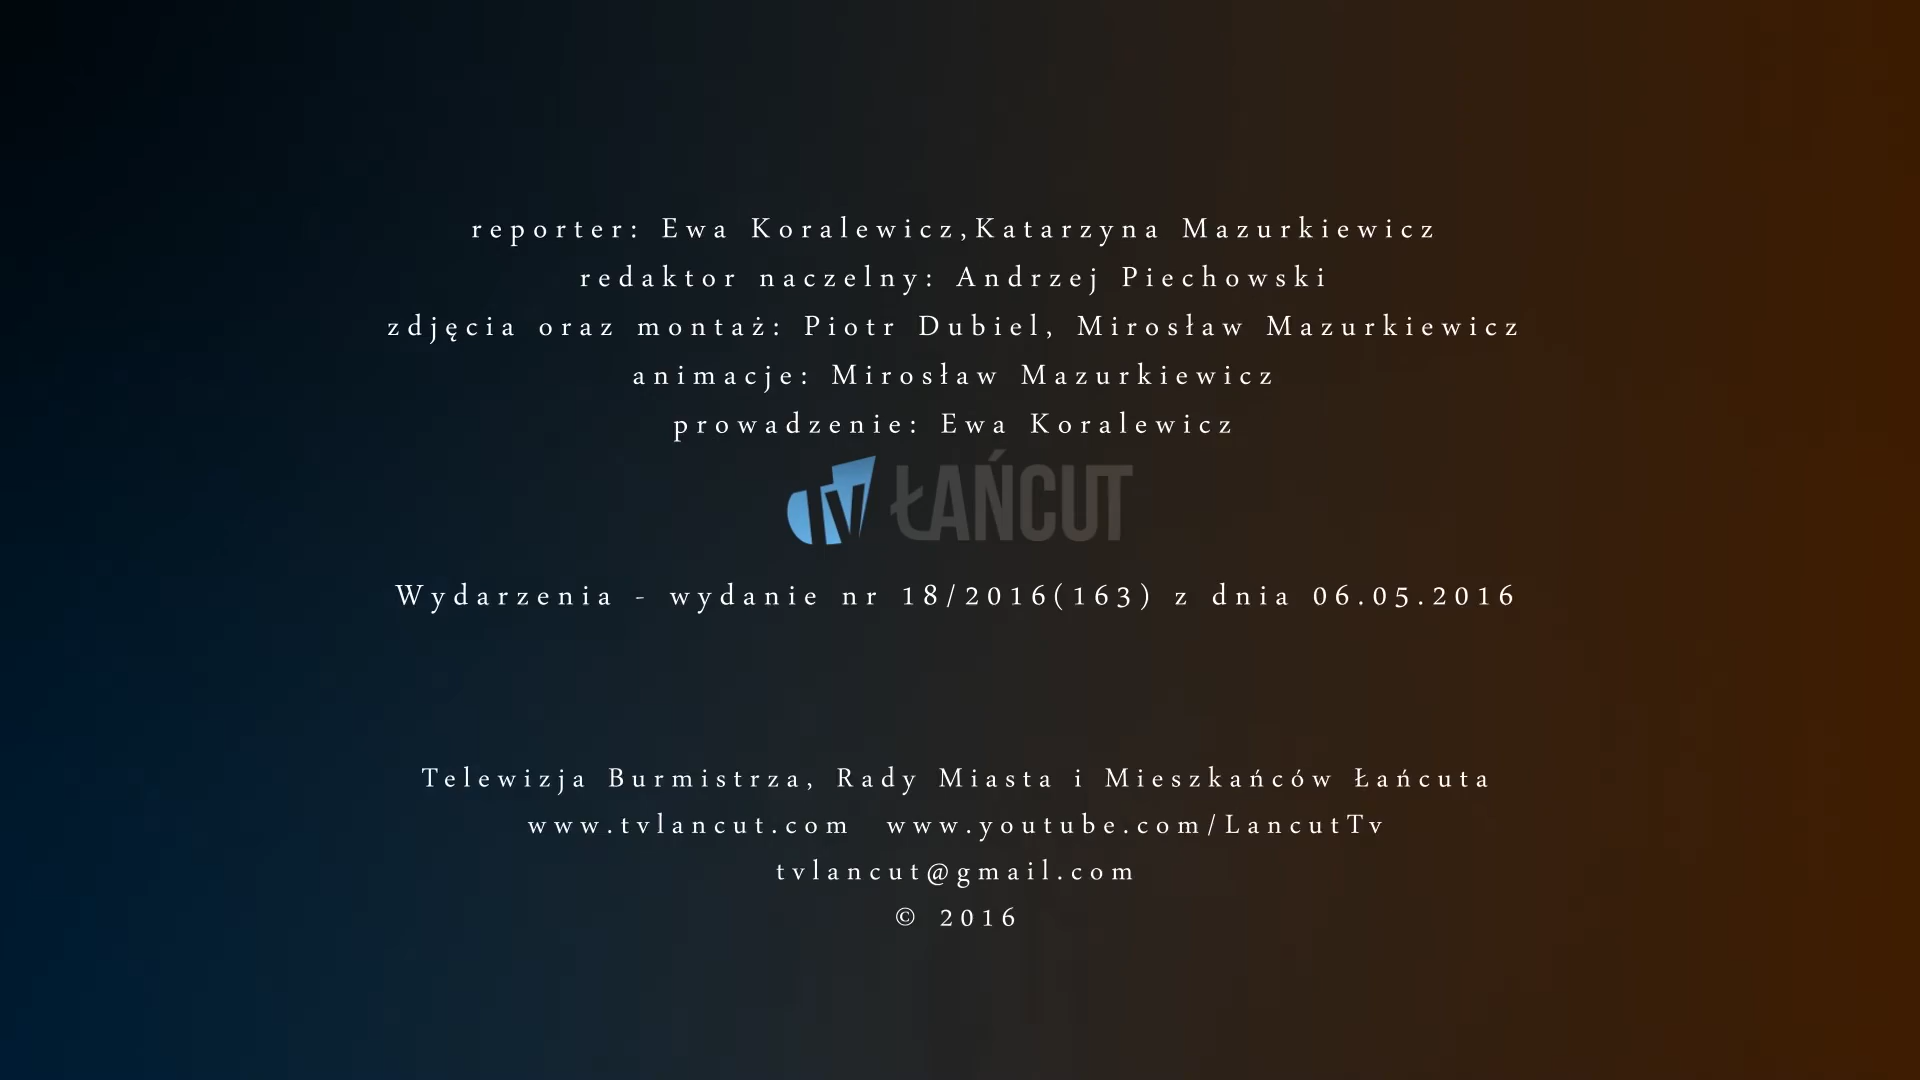 reporter: Ewa Koralewicz,Katarzyna Mazurkiewicz
redaktor naczelny: Andrzej Piechowski
zdjęcia oraz montaż: Piotr Dubiel, Mirosław Mazurkiewicz
animacje: Mirosław Mazurkiewicz
prowadzenie: Ewa Koralewicz
TV ŁAŃCUT
Wydarzenia - wydanie nr 18/2016(163) z dnia 06.05.2016
Telewizja Burmistrza, Rady Miasta i Mieszkańców Łańcuta
www.tvlancut.com www.youtube.com/LancutTv
tvlancut@gmail.com
© 2016